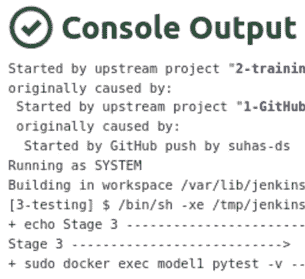 Console Output
Started by upstream project "2-trainin
originally caused by:
Started by upstream project "1-GitHub
originally caused by:
Started by GitHub push by suhas-ds
Running as SYSTEM
Building in workspace /var/lib/jenkins
[3-testing] $ /bin/sh -xe /tmp/jenkins
+ echo Stage 3 -----------------------
Stage 3 --------------------------->
+ sudo docker exec model1 pytest -v --